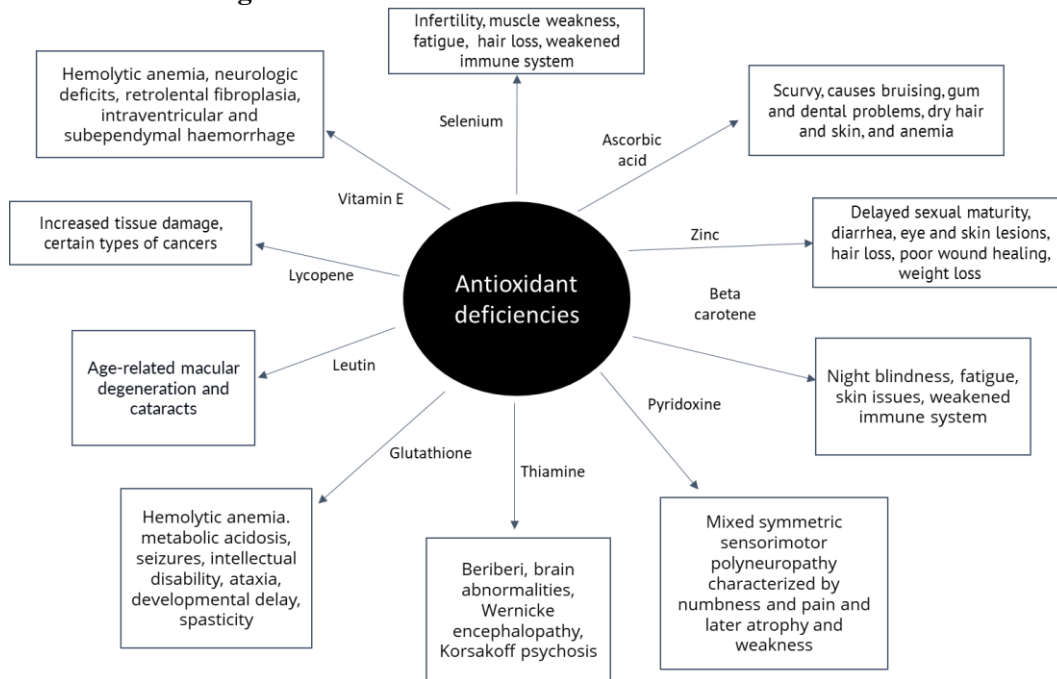 g
Infertility, muscle weakness,
fatigue, hair loss, weakened
immune system
Hemolytic anemia, neurologic
deficits, retrolental fibroplasia,
intraventricular and
subependymal haemorrhage
Scurvy, causes bruising, gum
and dental problems, dry hair
and skin, and anemia
Selenium
Ascorbic
acid
Vitamin E
Increased tissue damage,
certain types of cancers
Lycopene
Zinc
Delayed sexual maturity,
diarrhea, eye and skin lesions,
hair loss, poor wound healing,
weight loss
Antioxidant
deficiencies
Beta
carotene
Age-related macular
degeneration and
cataracts
Leutin
Night blindness, fatigue,
skin issues, weakened
immune system
Pyridoxine
Glutathione
Thiamine
Hemolytic anemia.
metabolic acidosis,
seizures, intellectual
disability, ataxia,
developmental delay,
spasticity
Beriberi, brain
abnormalities,
Wernicke
encephalopathy,
Korsakoff psychosis
Mixed symmetric
sensorimotor
polyneuropathy
characterized by
numbness and pain and
later atrophy and
weakness